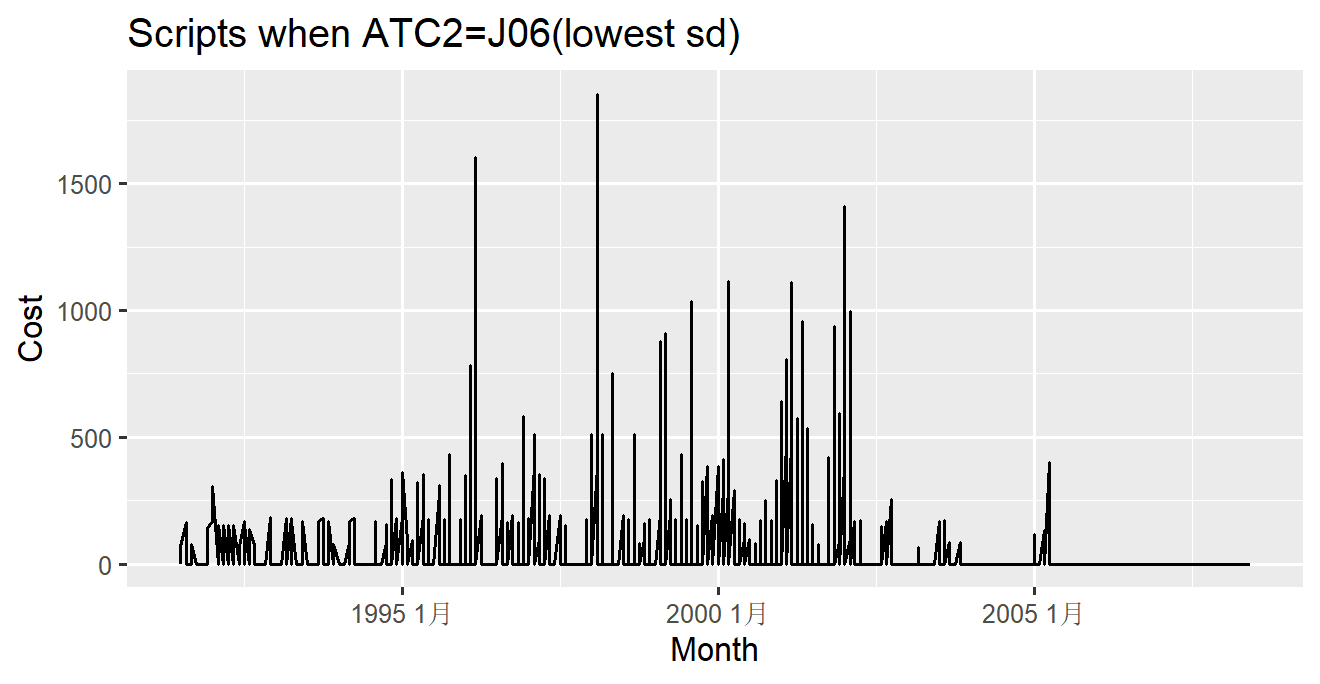 Scripts when ATC2=J06(lowest sd)
Cost
1500
1000
500
0
1995 1月 2000 1月 2005 1月
Month